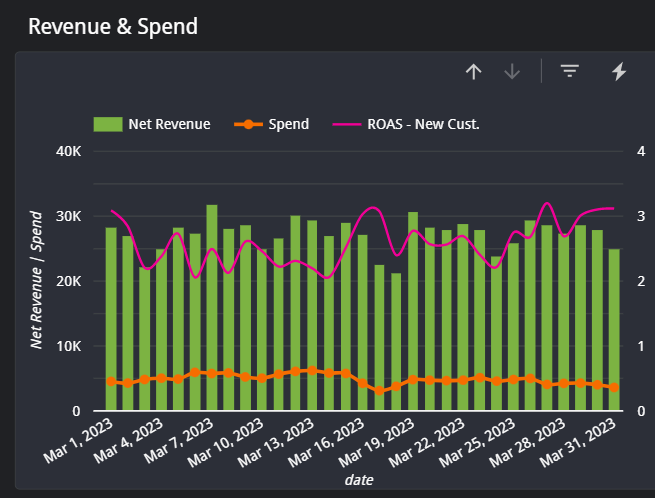 Revenue & Spend
Net Revenue
Spend
ROAS - New Cust.
40K
30K
20K
10K
0
4
3
2
1
0
Net Revenue | Spend
Mar 1, 2023
Mar 4, 2023
Mar 7, 2023
Mar 10, 2023
Mar 13, 2023
Mar 16, 2023
Mar 19, 2023
Mar 22, 2023
Mar 25, 2023
Mar 28, 2023
Mar 31, 2023
date